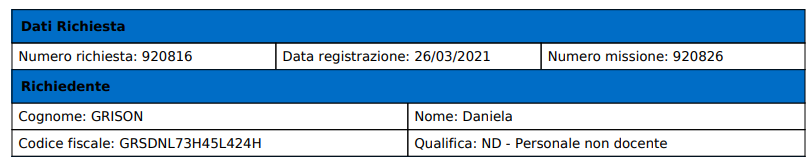 Dati Richiesta
Numero richiesta: 920816 Data registrazione: 26/03/2021 Numero missione: 920826
Richiedente
Cognome: GRISON Nome: Daniela
Codice fiscale: GRSDNL73H45L424H Qualifica: ND - Personale non docente